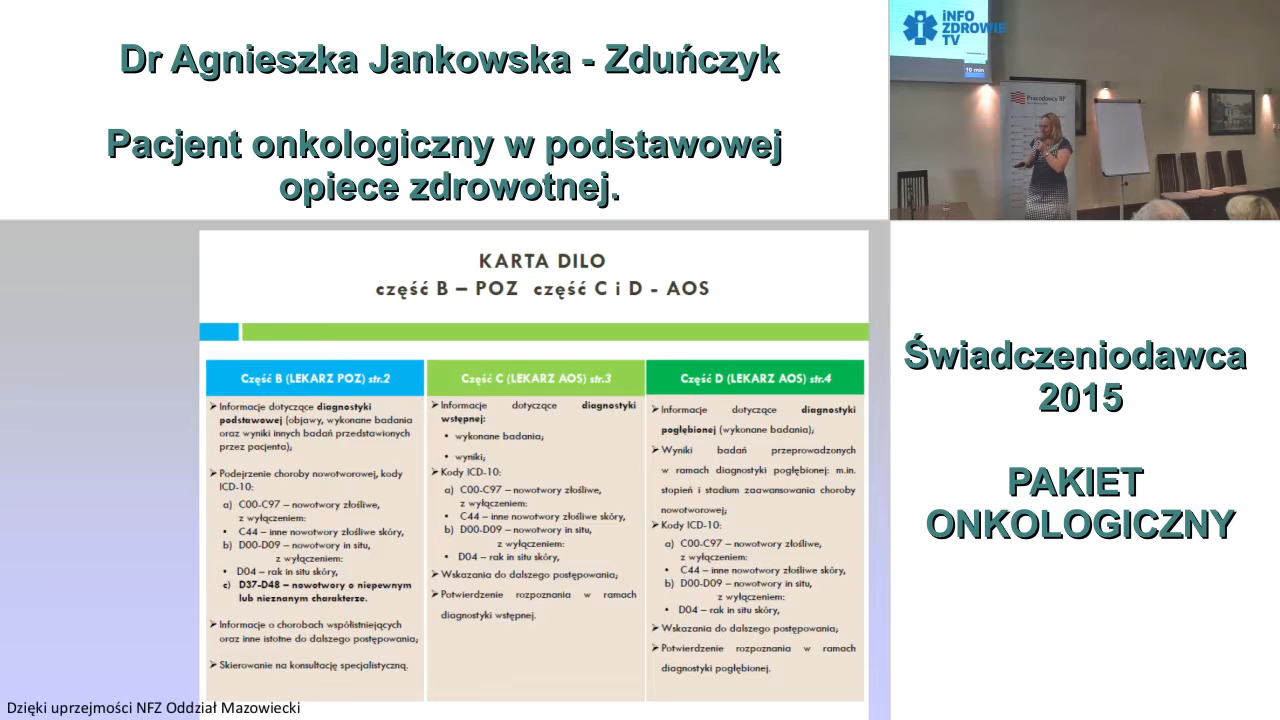 Dr Agnieszka Jankowska - Zduńczyk
Pacjent onkologiczny w podstawowej
opiece zdrowotnej.
iNFO
ZDROWIE
TV
10 min
Pracodawcy RP
KARTA DILO
część B – POZ część C i D - AOS
Część B (LEKARZ POZ) str.2
➢Informacje dotyczące diagnostyki
podstawowej (objawy, wykonane badania
oraz wyniki innych badań przedstawionych
przez pacjenta);
➢Podejrzenie choroby nowotworowej, kody
ICD-10:
a) C00-C97 – nowotwory złośliwe,
z wyłączeniem:
• C44 – inne nowotwory złośliwe skóry,
b) D00-D09 – nowotwory in situ,
z wyłączeniem:
• D04 – rak in situ skóry,
c) D37-D48 – nowotwory o niepewnym
lub nieznanym charakterze.
➢Informacje o chorobach współistniejących
oraz inne istotne do dalszego postępowania;
➢Skierowanie na konsultację specjalistyczną.
Część C (LEKARZ AOS) str.3
➢Informacje dotyczące diagnostyki
wstępnej:
• wykonane badania;
• wyniki;
➢Kody ICD-10:
a) C00-C97 – nowotwory złośliwe,
z wyłączeniem:
• C44 – inne nowotwory złośliwe skóry,
b) D00-D09 – nowotwory in situ,
z wyłączeniem:
• D04 – rak in situ skóry,
➢Wskazania do dalszego postępowania;
➢Potwierdzenie rozpoznania w ramach
diagnostyki wstępnej.
Część D (LEKARZ AOS) str.4
➢Informacje dotyczące diagnostyki
pogłębionej (wykonane badania);
➢Wyniki badań przeprowadzonych
w ramach diagnostyki pogłębionej: m.in.
stopień i stadium zaawansowania choroby
nowotworowej;
➢Kody ICD-10:
a) C00-C97 – nowotwory złośliwe,
z wyłączeniem:
• C44 – inne nowotwory złośliwe skóry,
b) D00-D09 – nowotwory in situ,
z wyłączeniem:
• D04 – rak in situ skóry,
➢Wskazania do dalszego postępowania;
➢Potwierdzenie rozpoznania w ramach
diagnostyki pogłębionej.
Świadczeniodawca
2015
PAKIET
ONKOLOGICZNY
Dzięki uprzejmości NFZ Oddział Mazowiecki